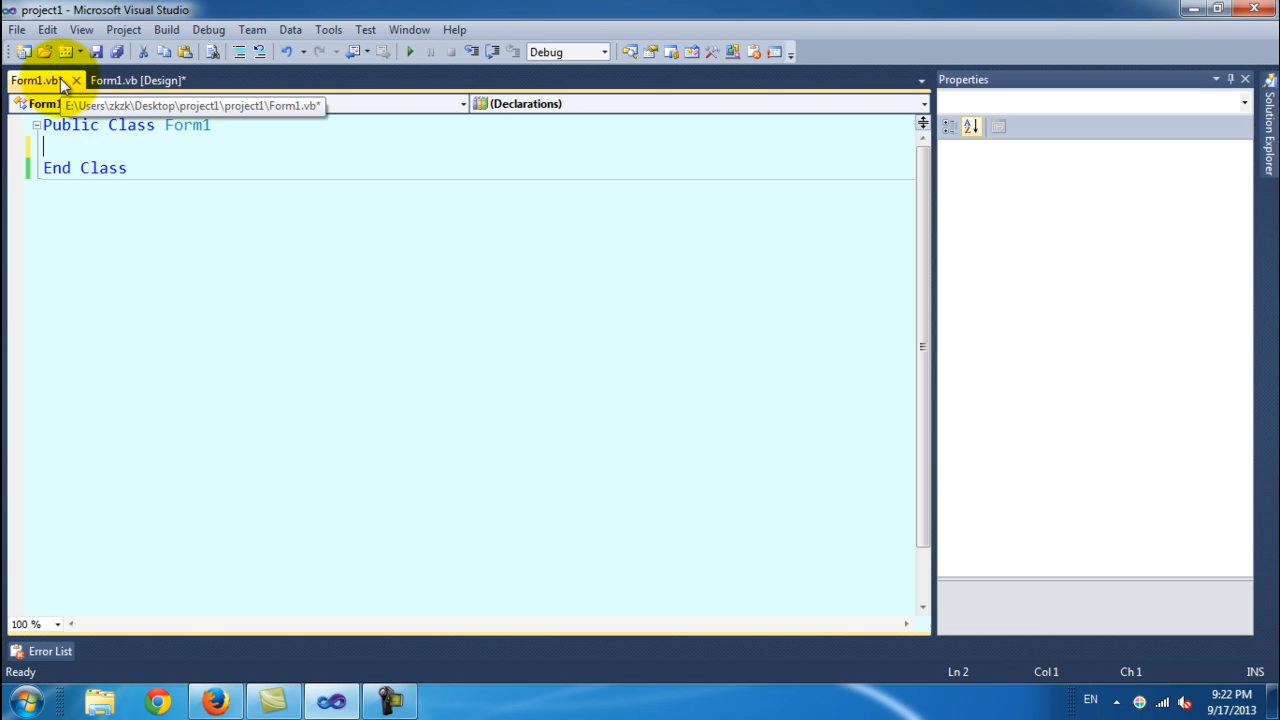 project1 - Microsoft Visual Studio
File Edit View Project Build Debug Team Data Tools Test Window Help
Debug
Form1.vb* Form1.vb [Design]*
Properties
Form1 (Declarations)
E:\Users\zkzk\Desktop\project1\project1\Form1.vb*
Solution Explorer
Public Class Form1
End Class
100 %
Error List
Ready Ln 2 Col 1 Ch 1 INS
EN 9:22 PM
9/17/2013